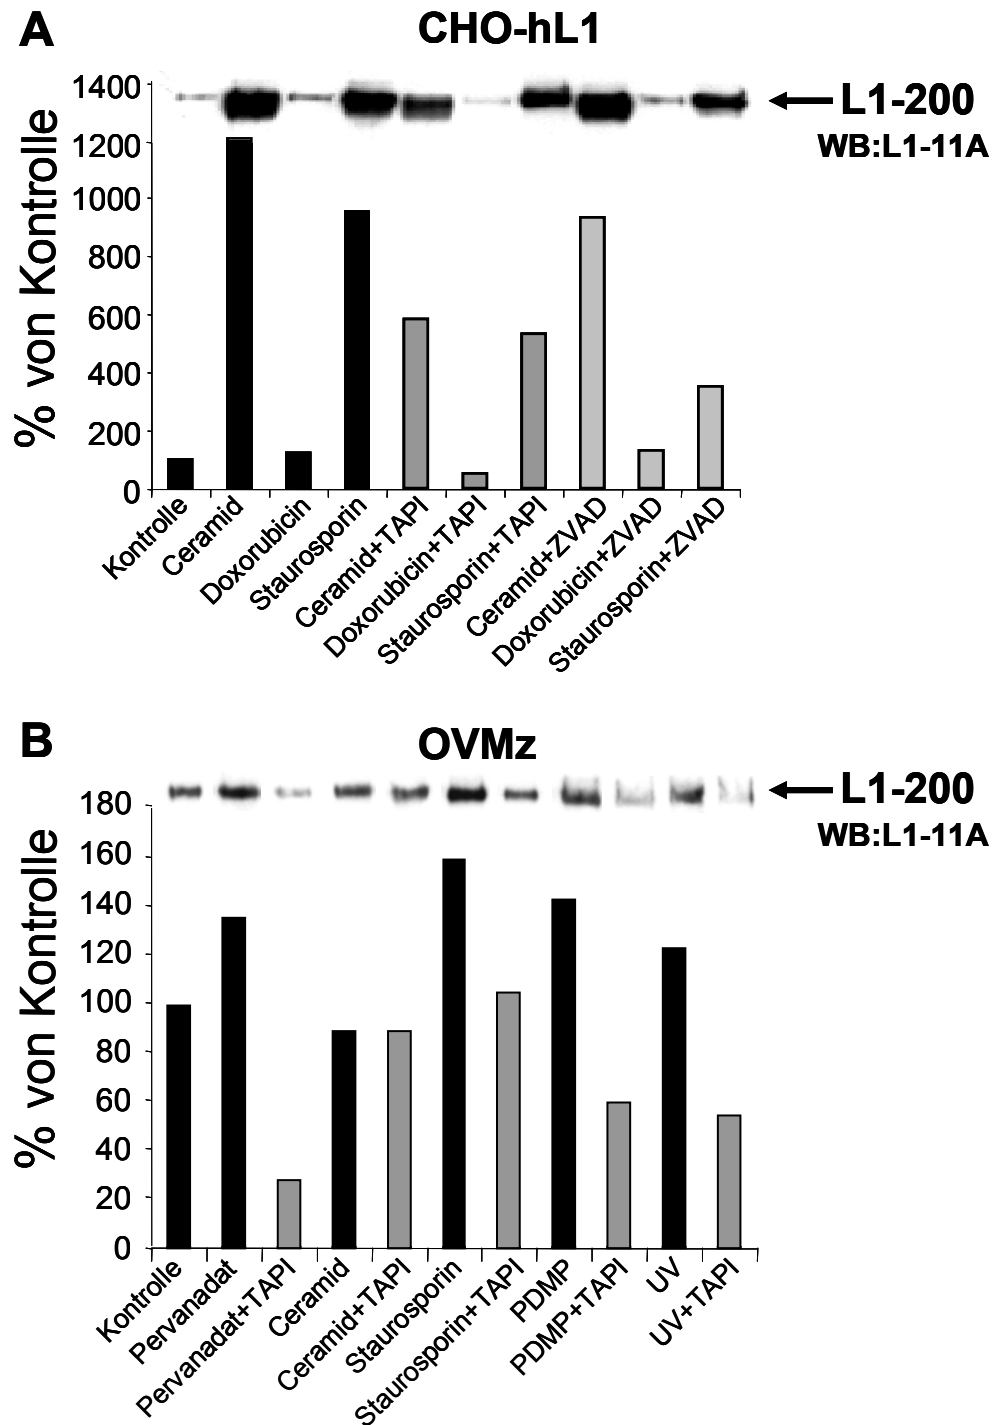 A
CHO-hL1
% von Kontrolle
1400
1200
1000
800
600
400
200
0
L1-200
WB:L1-11A
Kontrolle
Ceramid
Doxorubicin
Staurosporin
Ceramid+TAPI
Doxorubicin+TAPI
Staurosporin+TAPI
Ceramid+ZVAD
Doxorubicin+ZVAD
Staurosporin+ZVAD
B
OVMz
% von Kontrolle
180
160
140
120
100
80
60
40
20
0
L1-200
WB:L1-11A
Kontrolle
Pervanadat
Pervanadat+TAPI
Ceramid
Ceramid+TAPI
Staurosporin
Staurosporin+TAPI
PDMP
PDMP+TAPI
UV
UV+TAPI